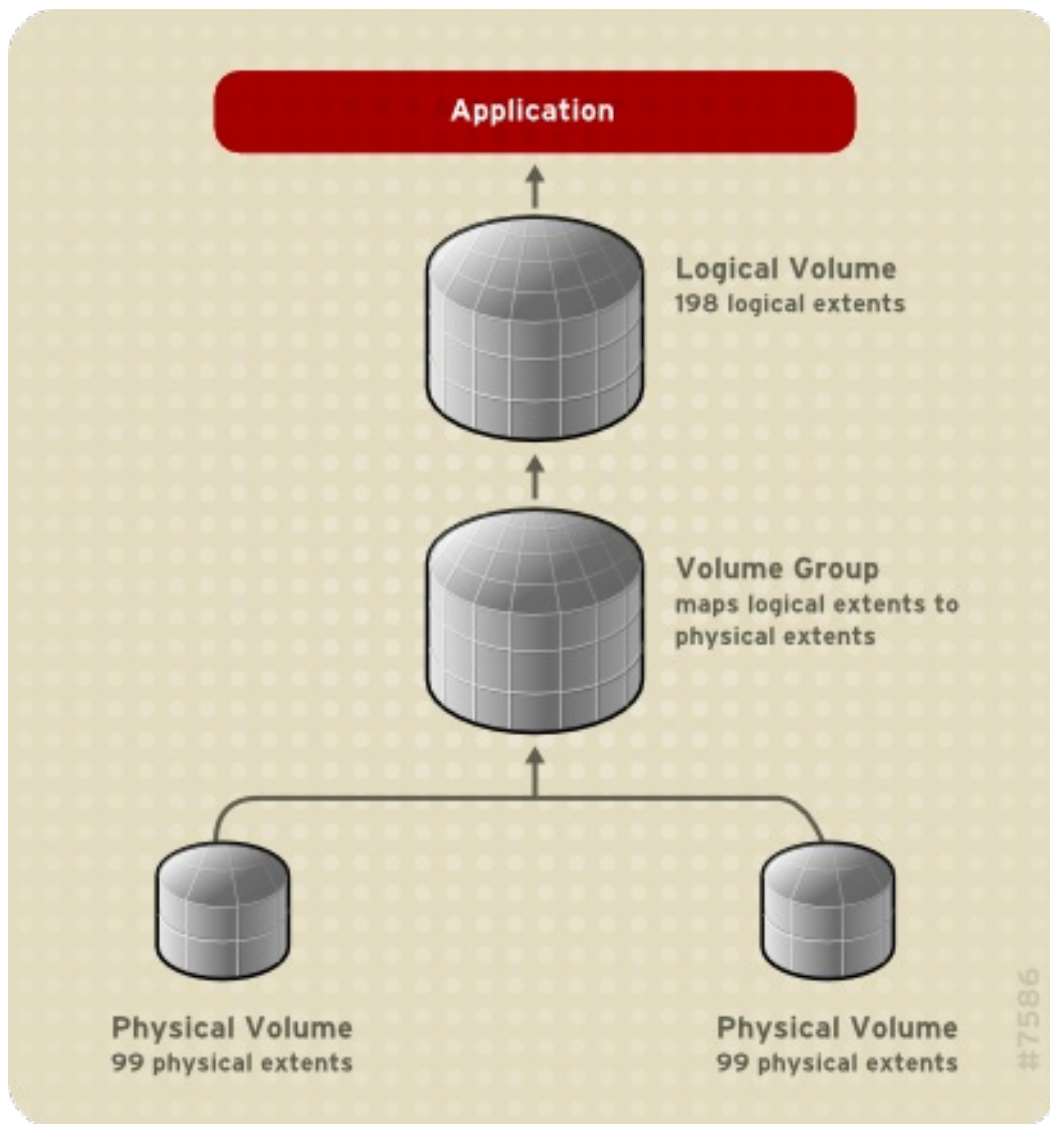 Application
Logical Volume
198 logical extents
Volume Group
maps logical extents to
physical extents
Physical Volume
99 physical extents
Physical Volume
99 physical extents
#7586